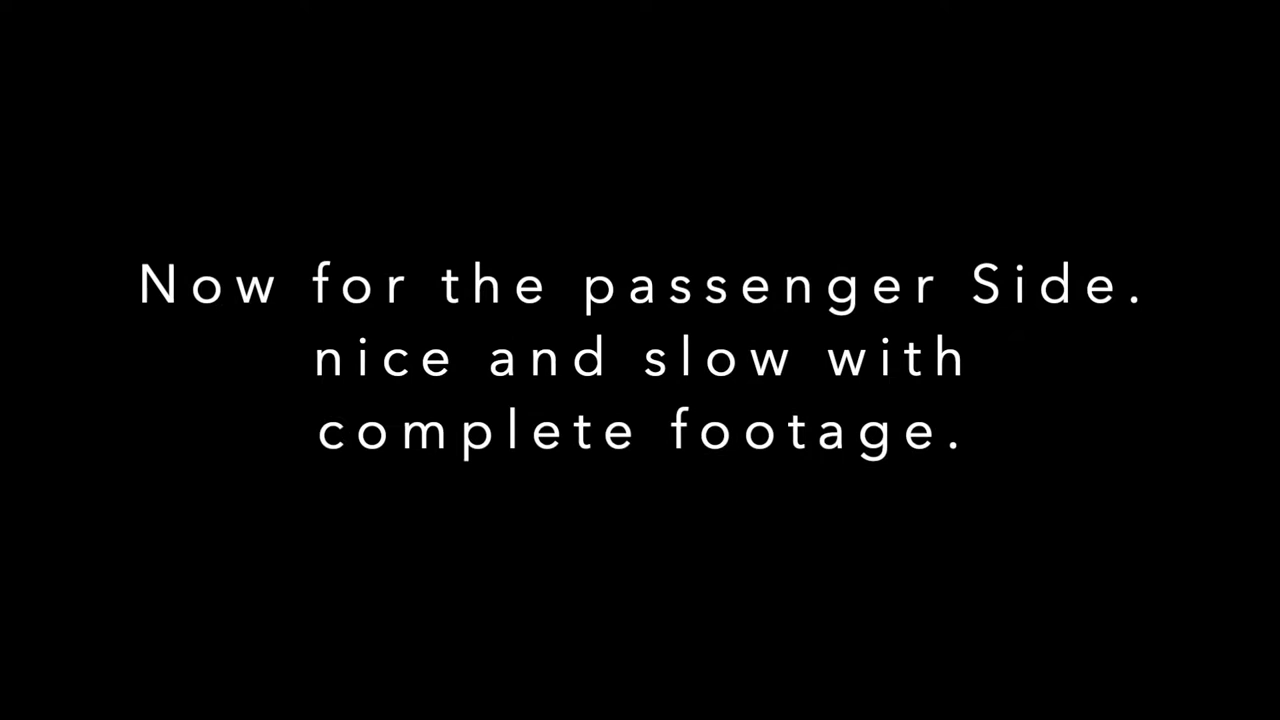 Now for the passenger Side.
nice and slow with
complete footage.